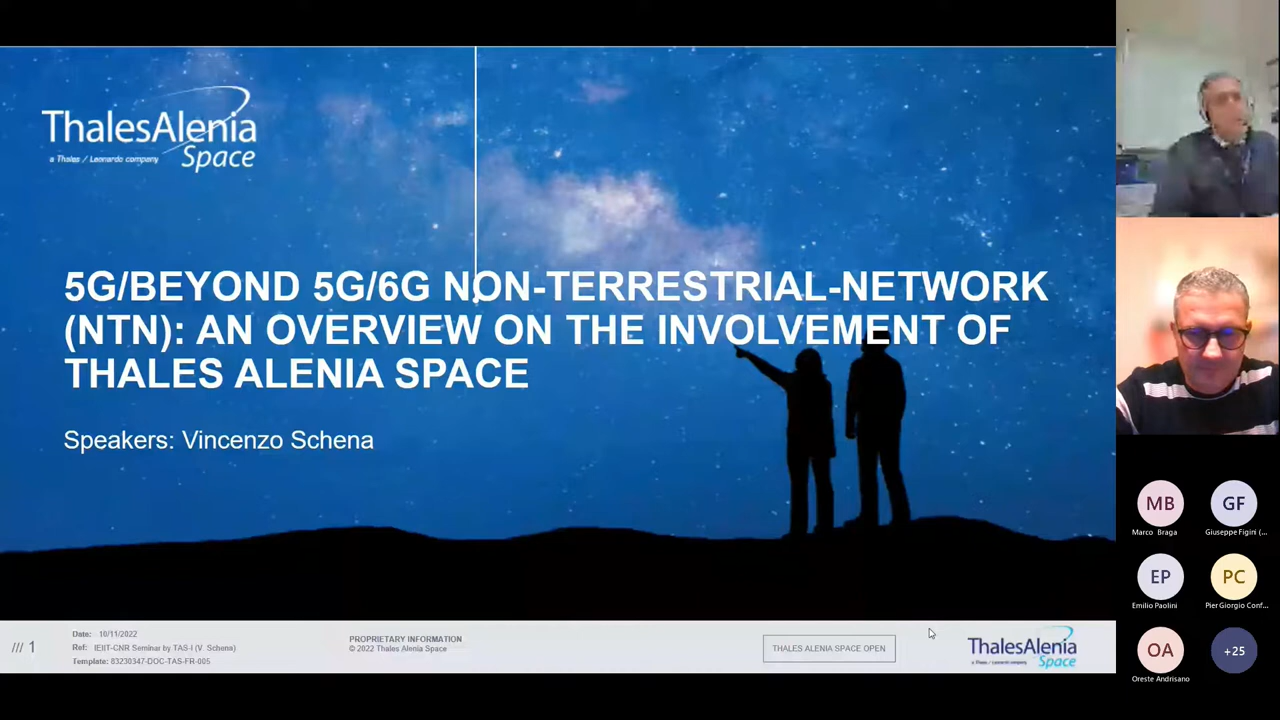 ThalesAlenia
a Thales / Leonardo company
Space
5G/BEYOND 5G/6G NON-TERRESTRIAL-NETWORK
(NTN): AN OVERVIEW ON THE INVOLVEMENT OF
THALES ALENIA SPACE
Speakers: Vincenzo Schena
/// 1
Date: 10/11/2022
Ref: IEIIT-CNR Seminar by TAS-I (V. Schena)
Template: 83230347-DOC-TAS-FR-005
PROPRIETARY INFORMATION
© 2022 Thales Alenia Space
THALES ALENIA SPACE OPEN
ThalesAlenia
a Thales / Leonardo company
Space
MB
Marco Braga
GF
Giuseppe Figini (...
EP
Emilio Paolini
PC
Pier Giorgio Conf...
OA
Oreste Andrisano
+25